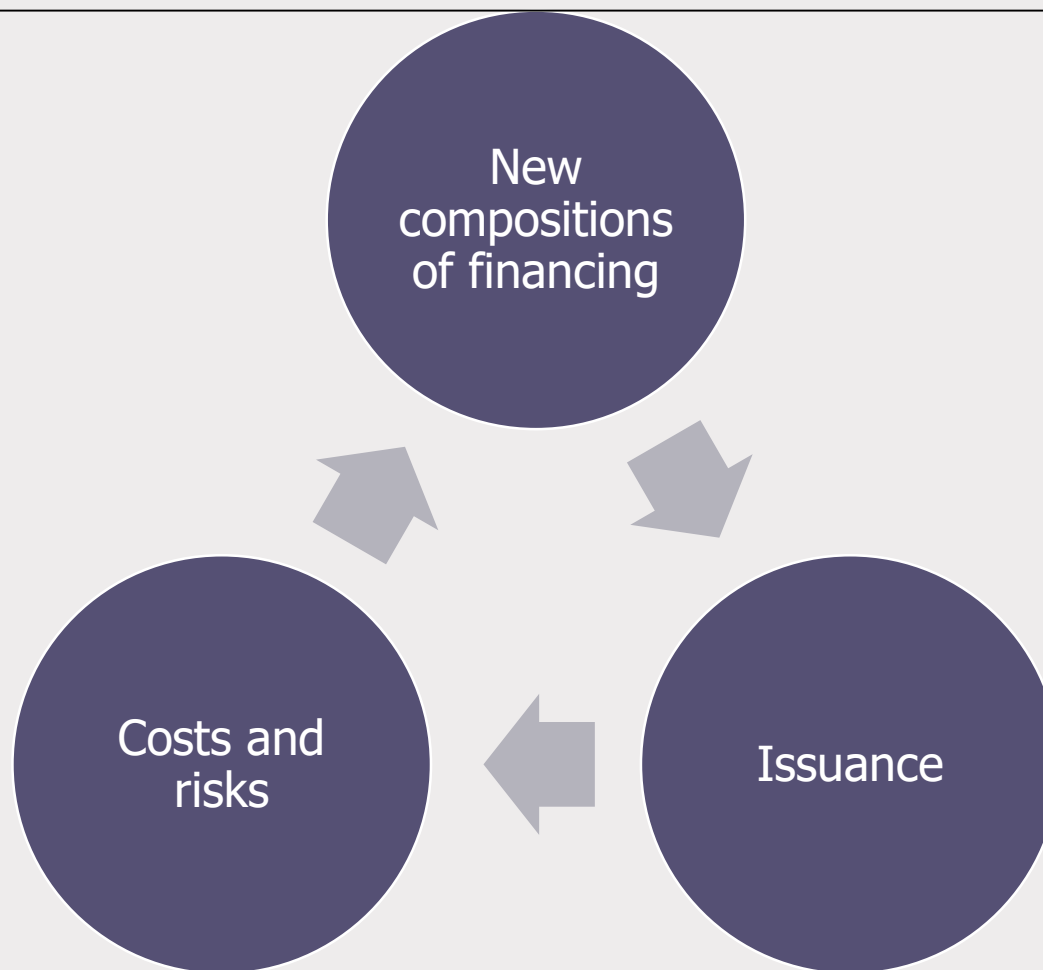 New
compositions
of financing
Costs and
risks
Issuance